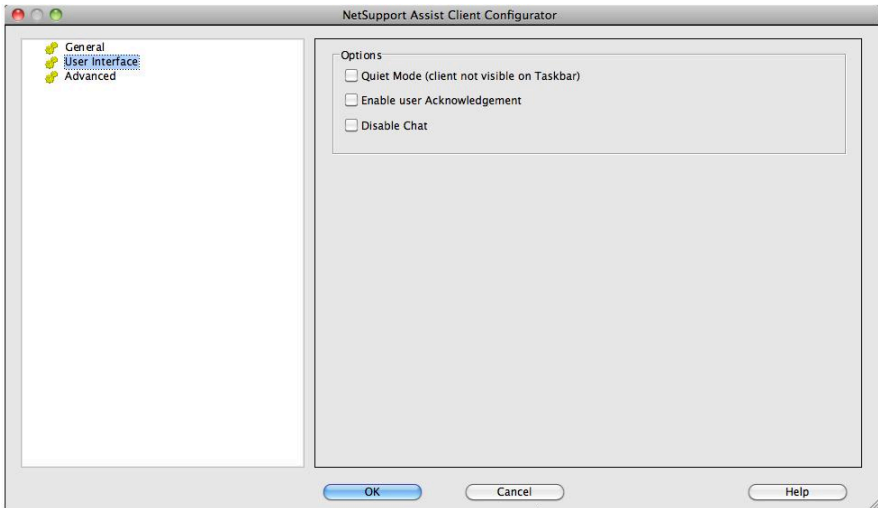 NetSupport Assist Client Configurator
General
User Interface
Advanced
Options
Quiet Mode (client not visible on Taskbar)
Enable user Acknowledgement
Disable Chat
OK
Cancel
Help